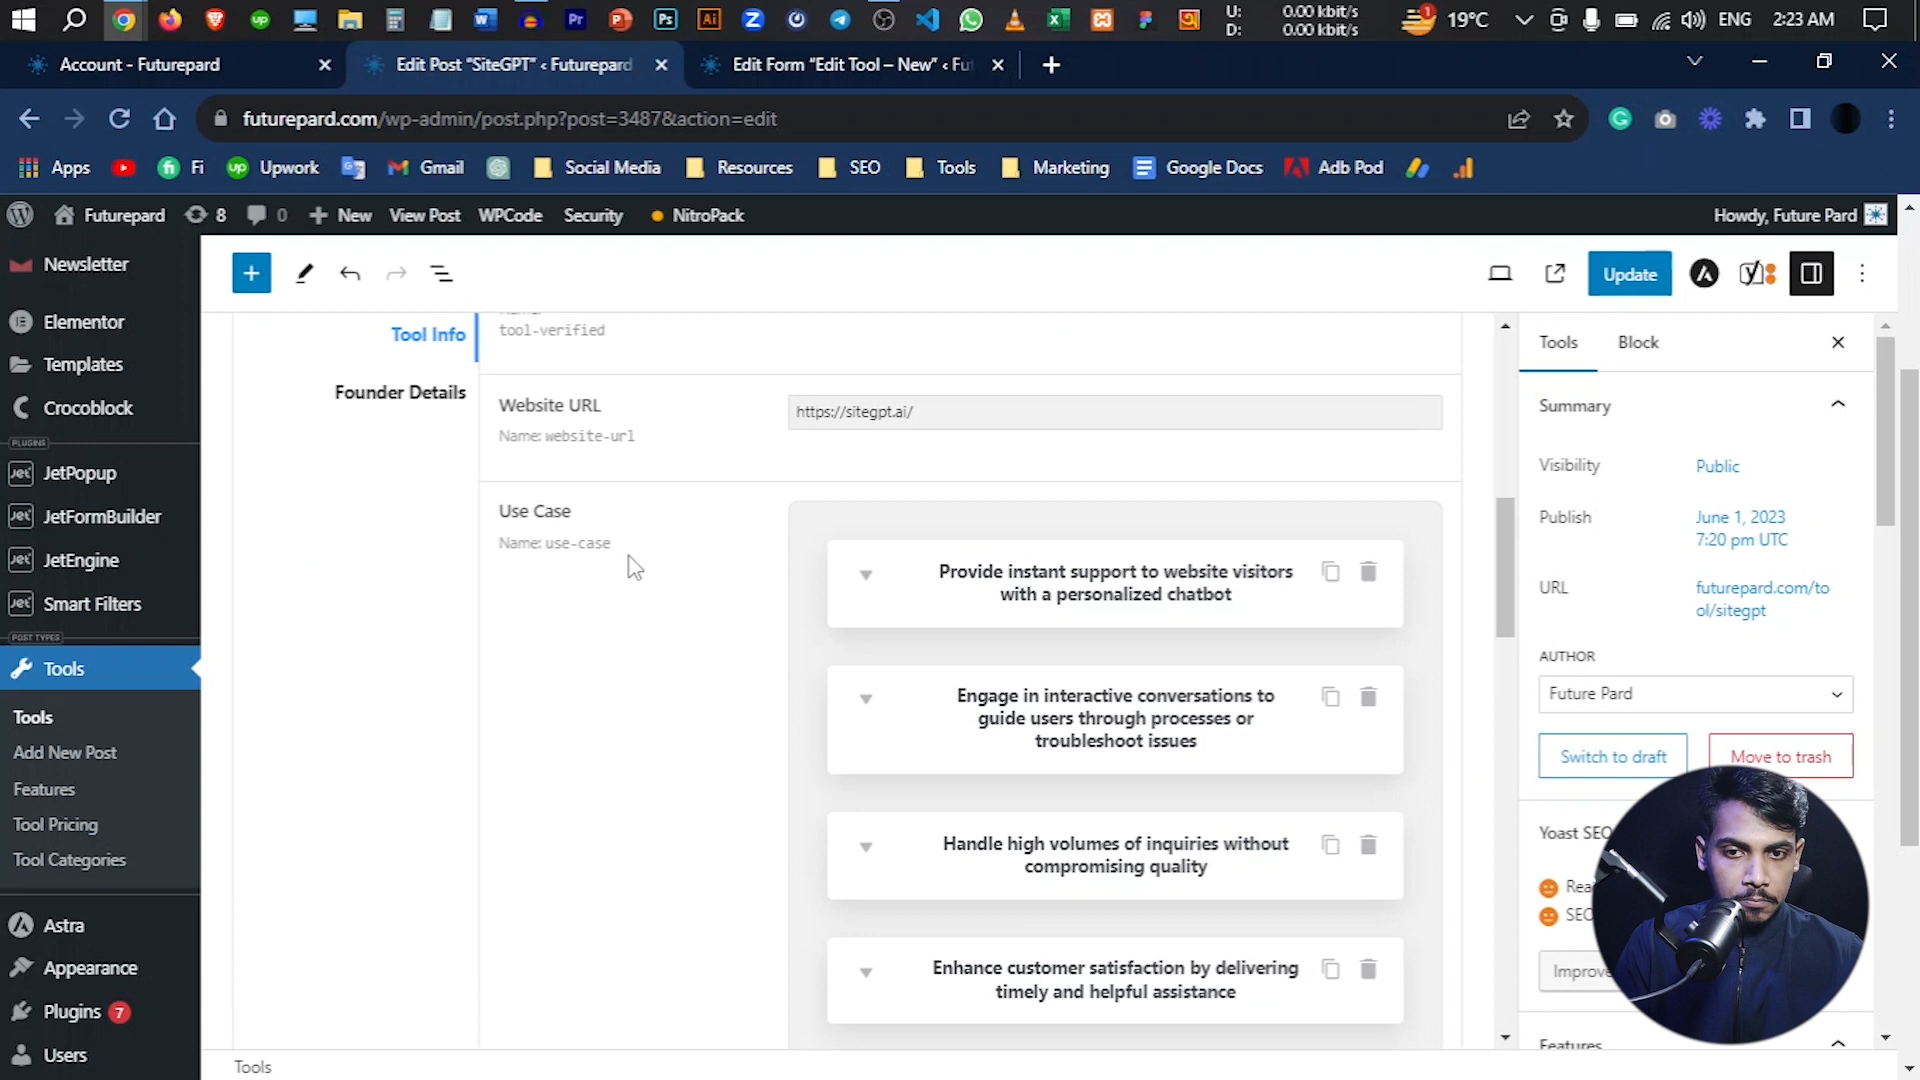 U: 0.00 kbit/s
D: 0.00 kbit/s
19°C
ENG
2:23 AM
Account - Futurepard
Edit Post “SiteGPT” ‹ Futurepard
Edit Form “Edit Tool – New” ‹ Fut
futurepard.com/wp-admin/post.php?post=3487&action=edit
Apps
Fi
Upwork
Gmail
Social Media
Resources
SEO
Tools
Marketing
Google Docs
Adb Pod
Futurepard
8
0
New
View Post
WPCode
Security
NitroPack
Howdy, Future Pard
Newsletter
Elementor
Templates
Crocoblock
PLUGINS
JetPopup
JetFormBuilder
JetEngine
Smart Filters
POST TYPES
Tools
Tools
Add New Post
Features
Tool Pricing
Tool Categories
Astra
Appearance
Plugins 7
Users
Update
Tool Info
Founder Details
tool-verified
Website URL
Name: website-url
https://sitegpt.ai/
Use Case
Name: use-case
Provide instant support to website visitors
with a personalized chatbot
Engage in interactive conversations to
guide users through processes or
troubleshoot issues
Handle high volumes of inquiries without
compromising quality
Enhance customer satisfaction by delivering
timely and helpful assistance
Tools
Tools
Block
Summary
Visibility
Public
Publish
June 1, 2023
7:20 pm UTC
URL
futurepard.com/to
ol/sitegpt
AUTHOR
Future Pard
Switch to draft
Move to trash
Yoast SEO
Rea
SEO
Improve
Features